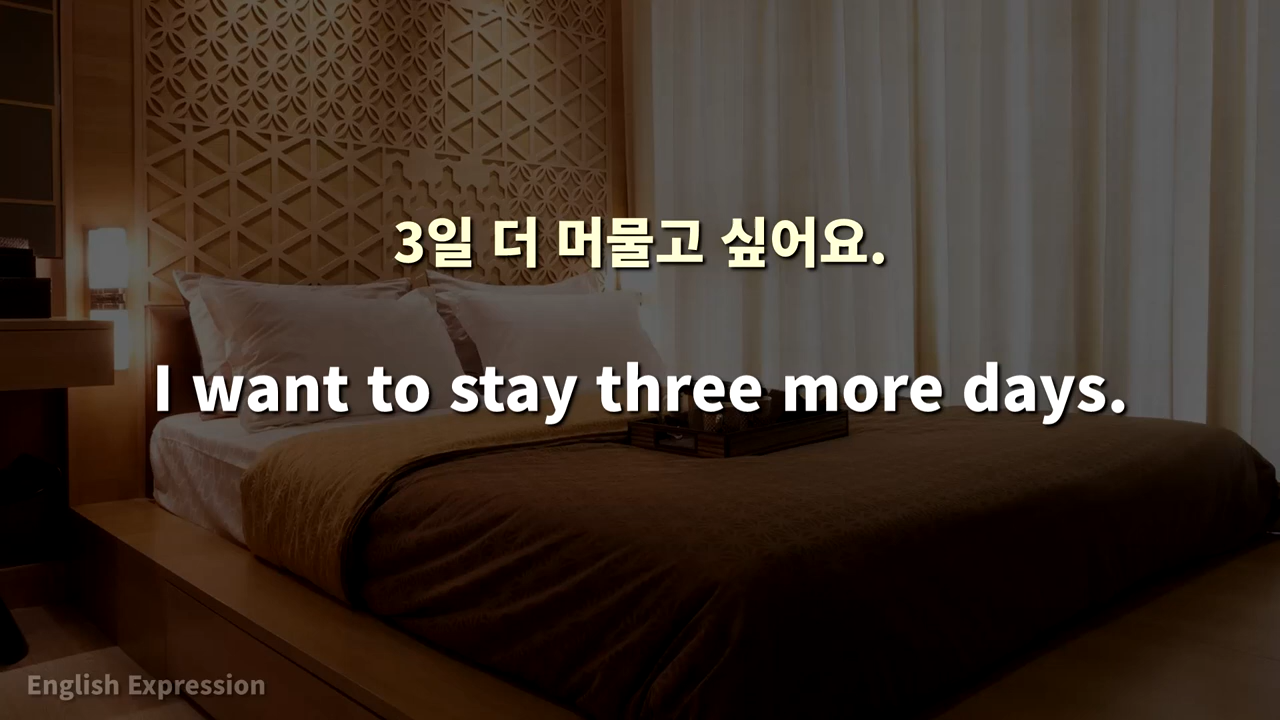 3일 더 머물고 싶어요.
I want to stay three more days.
English Expression